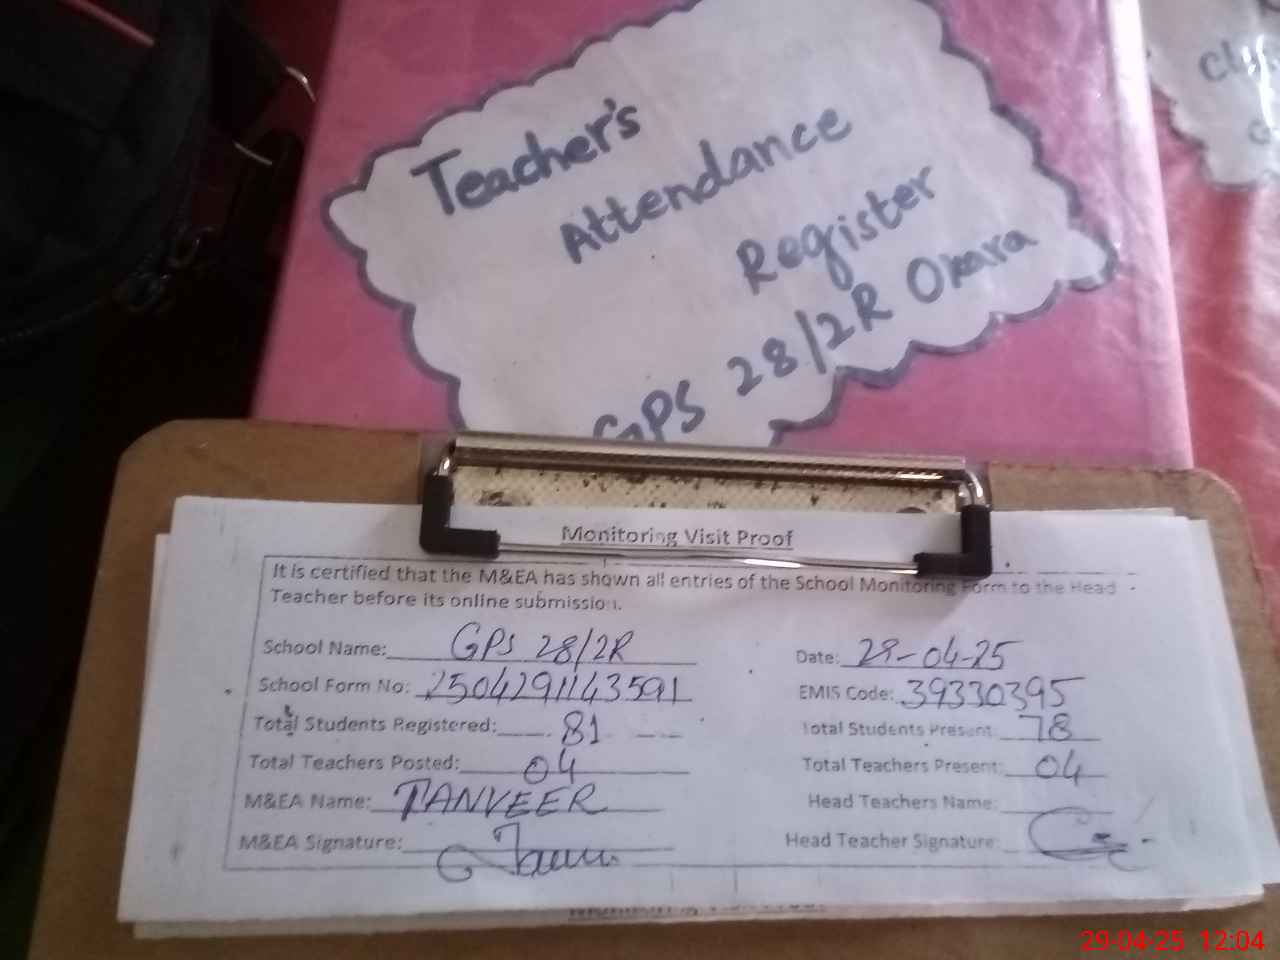 Teacher's
Attendance
Register
GPS 28/2R Okara
Monitoring Visit Proof
It is certified that the M&EA has shown all entries of the School Monitoring Form to the Head
Teacher before its online submission.
School Name: GPS 28/2R
Date: 29-04-25
School Form No: 2504291143591
EMIS Code: 39330395
Total Students Registered: 81
Total Students Present: 78
Total Teachers Posted: 04
Total Teachers Present: 04
M&EA Name: TANVEER
Head Teachers Name:
M&EA Signature:
Head Teacher Signature:
29-04-25 12:04